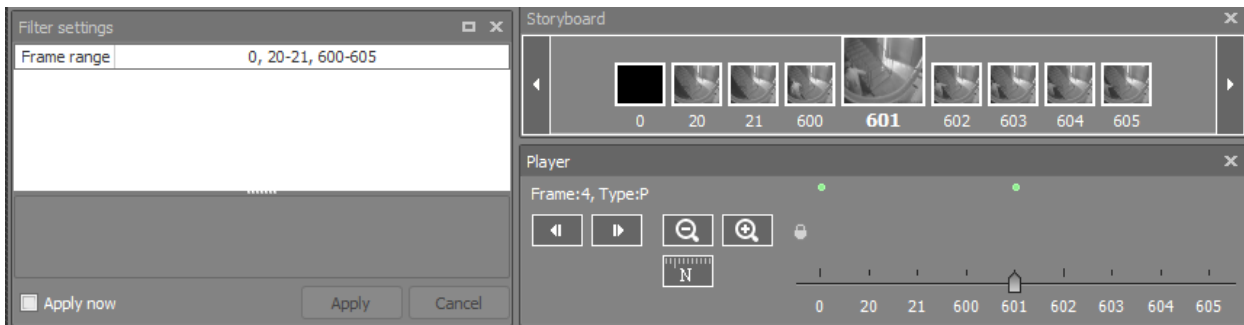 Filter settings
Frame range 0, 20-21, 600-605
Apply now Apply Cancel
Storyboard
0 20 21 600 601 602 603 604 605
Player
Frame:4, Type:P
N
0 20 21 600 601 602 603 604 605